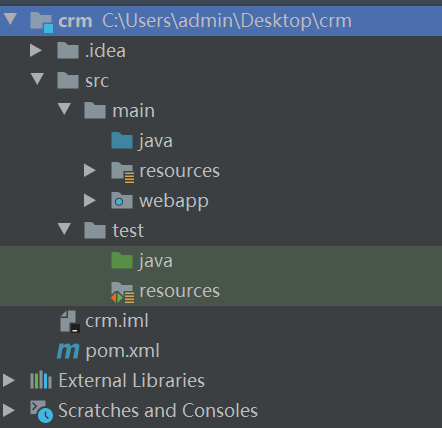 crm C:\Users\admin\Desktop\crm
.idea
src
main
java
resources
webapp
test
java
resources
crm.iml
m pom.xml
External Libraries
Scratches and Consoles